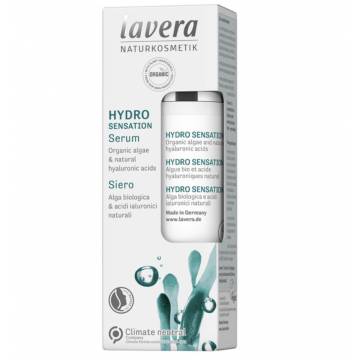 lavera
NATURKOSMETIK
ORGANIC
HYDRO
SENSATION
Serum
Organic algae
& natural
hyaluronic acids
Siero
Alga biologica
& acidi ialuronici
naturali
HYDRO SENSATION
Organic algae and natural
hyaluronic acids
HYDRO SENSATION
Algue bio et acides
hyaluroniques naturels
HYDRO SENSATION
Alga biologica e acidi
ialuronici naturali
Made in Germany
www.lavera.de
Climate neutral
Company